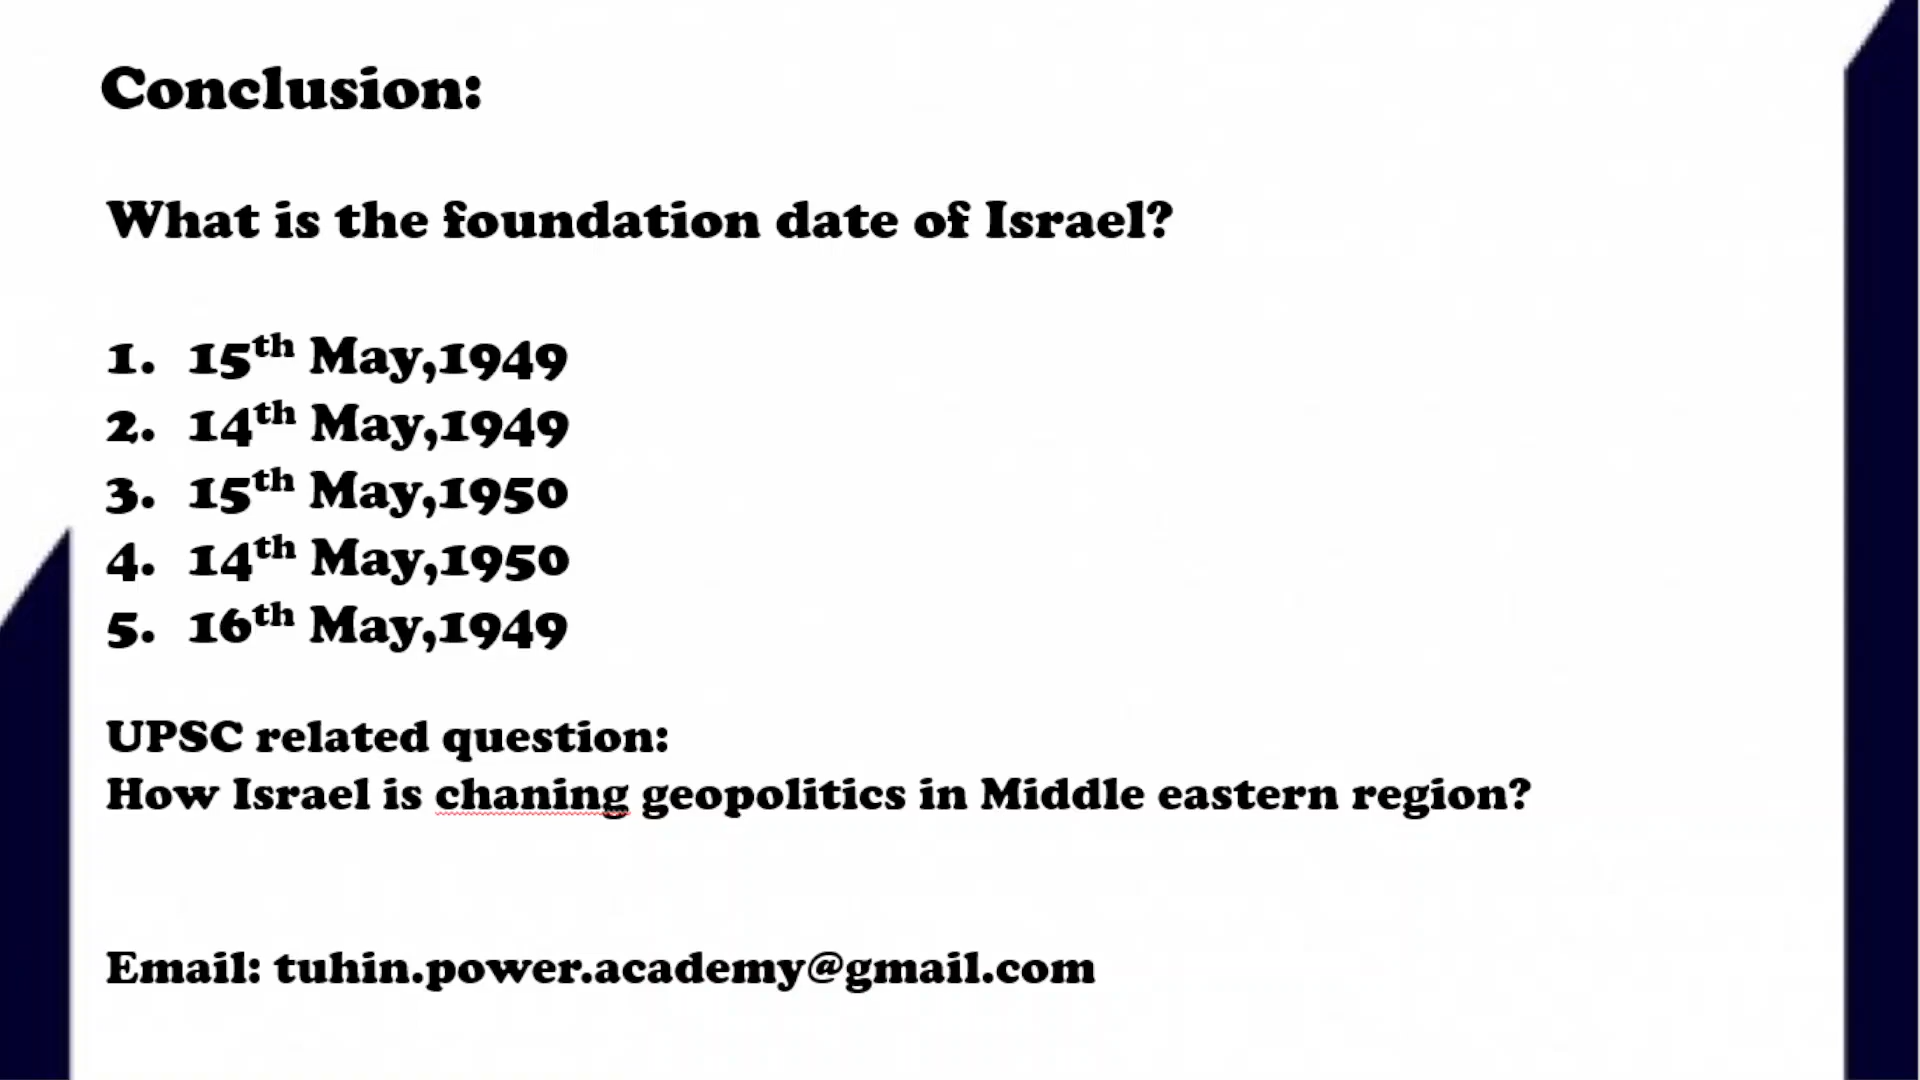 Conclusion:
What is the foundation date of Israel?
1. 15th May,1949
2. 14th May,1949
3. 15th May,1950
4. 14th May,1950
5. 16th May,1949
UPSC related question:
How Israel is chaning geopolitics in Middle eastern region?
Email: tuhin.power.academy@gmail.com